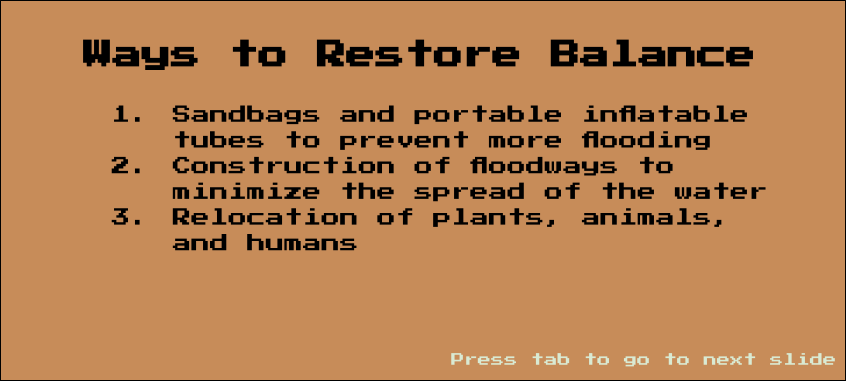 Ways to Restore Balance
1. Sandbags and portable inflatable
tubes to prevent more flooding
2. Construction of floodways to
minimize the spread of the water
3. Relocation of plants, animals,
and humans
Press tab to go to next slide